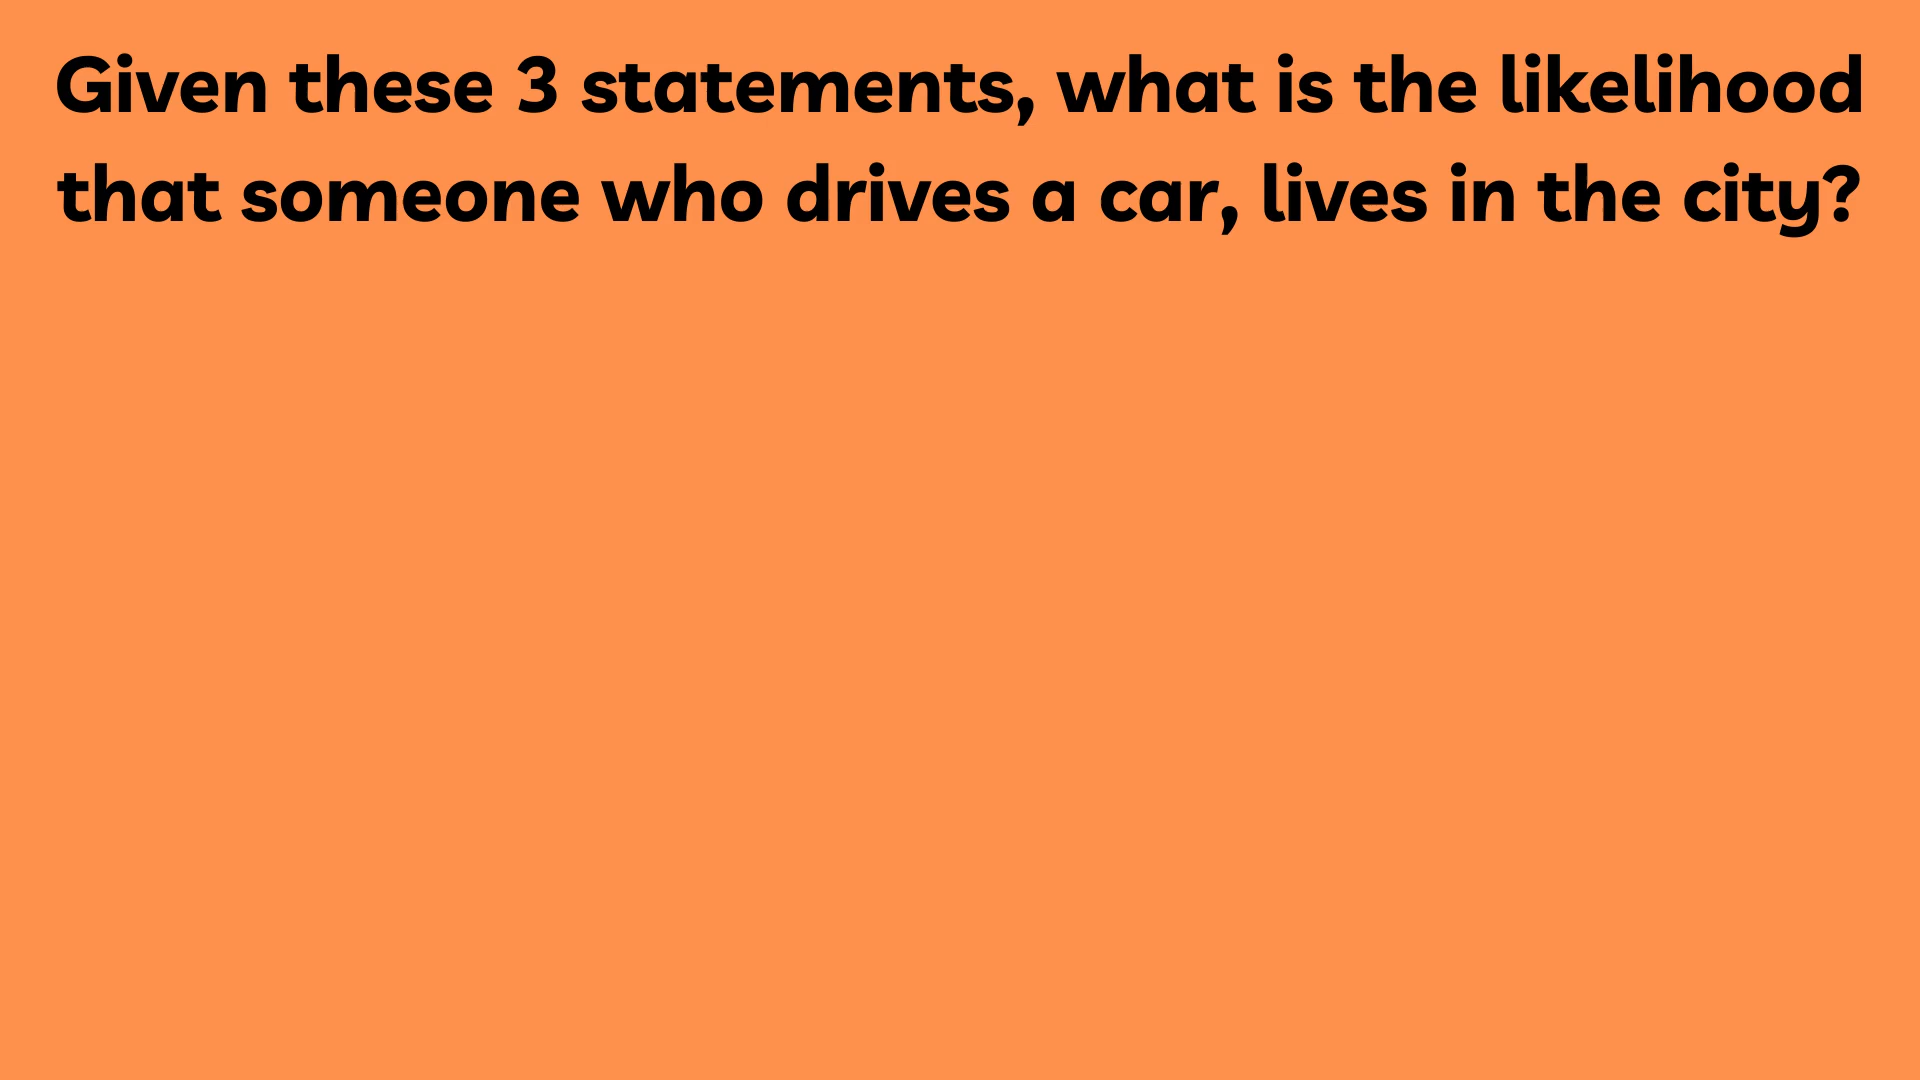 Given these 3 statements, what is the likelihood
that someone who drives a car, lives in the city?